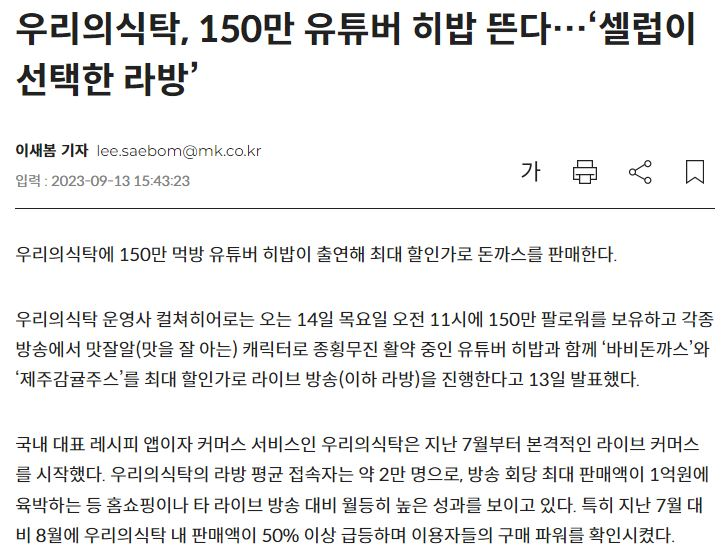 우리의식탁, 150만 유튜버 히밥 뜬다…‘셀럽이
선택한 라방’
이새봄 기자 lee.saebom@mk.co.kr
입력 : 2023-09-13 15:43:23
가
우리의식탁에 150만 먹방 유튜버 히밥이 출연해 최대 할인가로 돈까스를 판매한다.
우리의식탁 운영사 컬쳐히어로는 오는 14일 목요일 오전 11시에 150만 팔로워를 보유하고 각종
방송에서 맛잘알(맛을 잘 아는) 캐릭터로 종횡무진 활약 중인 유튜버 히밥과 함께 ‘바비돈까스’와
‘제주감귤주스’를 최대 할인가로 라이브 방송(이하 라방)을 진행한다고 13일 발표했다.
국내 대표 레시피 앱이자 커머스 서비스인 우리의식탁은 지난 7월부터 본격적인 라이브 커머스
를 시작했다. 우리의식탁의 라방 평균 접속자는 약 2만 명으로, 방송 회당 최대 판매액이 1억원에
육박하는 등 홈쇼핑이나 타 라이브 방송 대비 월등히 높은 성과를 보이고 있다. 특히 지난 7월 대
비 8월에 우리의식탁 내 판매액이 50% 이상 급등하며 이용자들의 구매 파워를 확인시켰다.